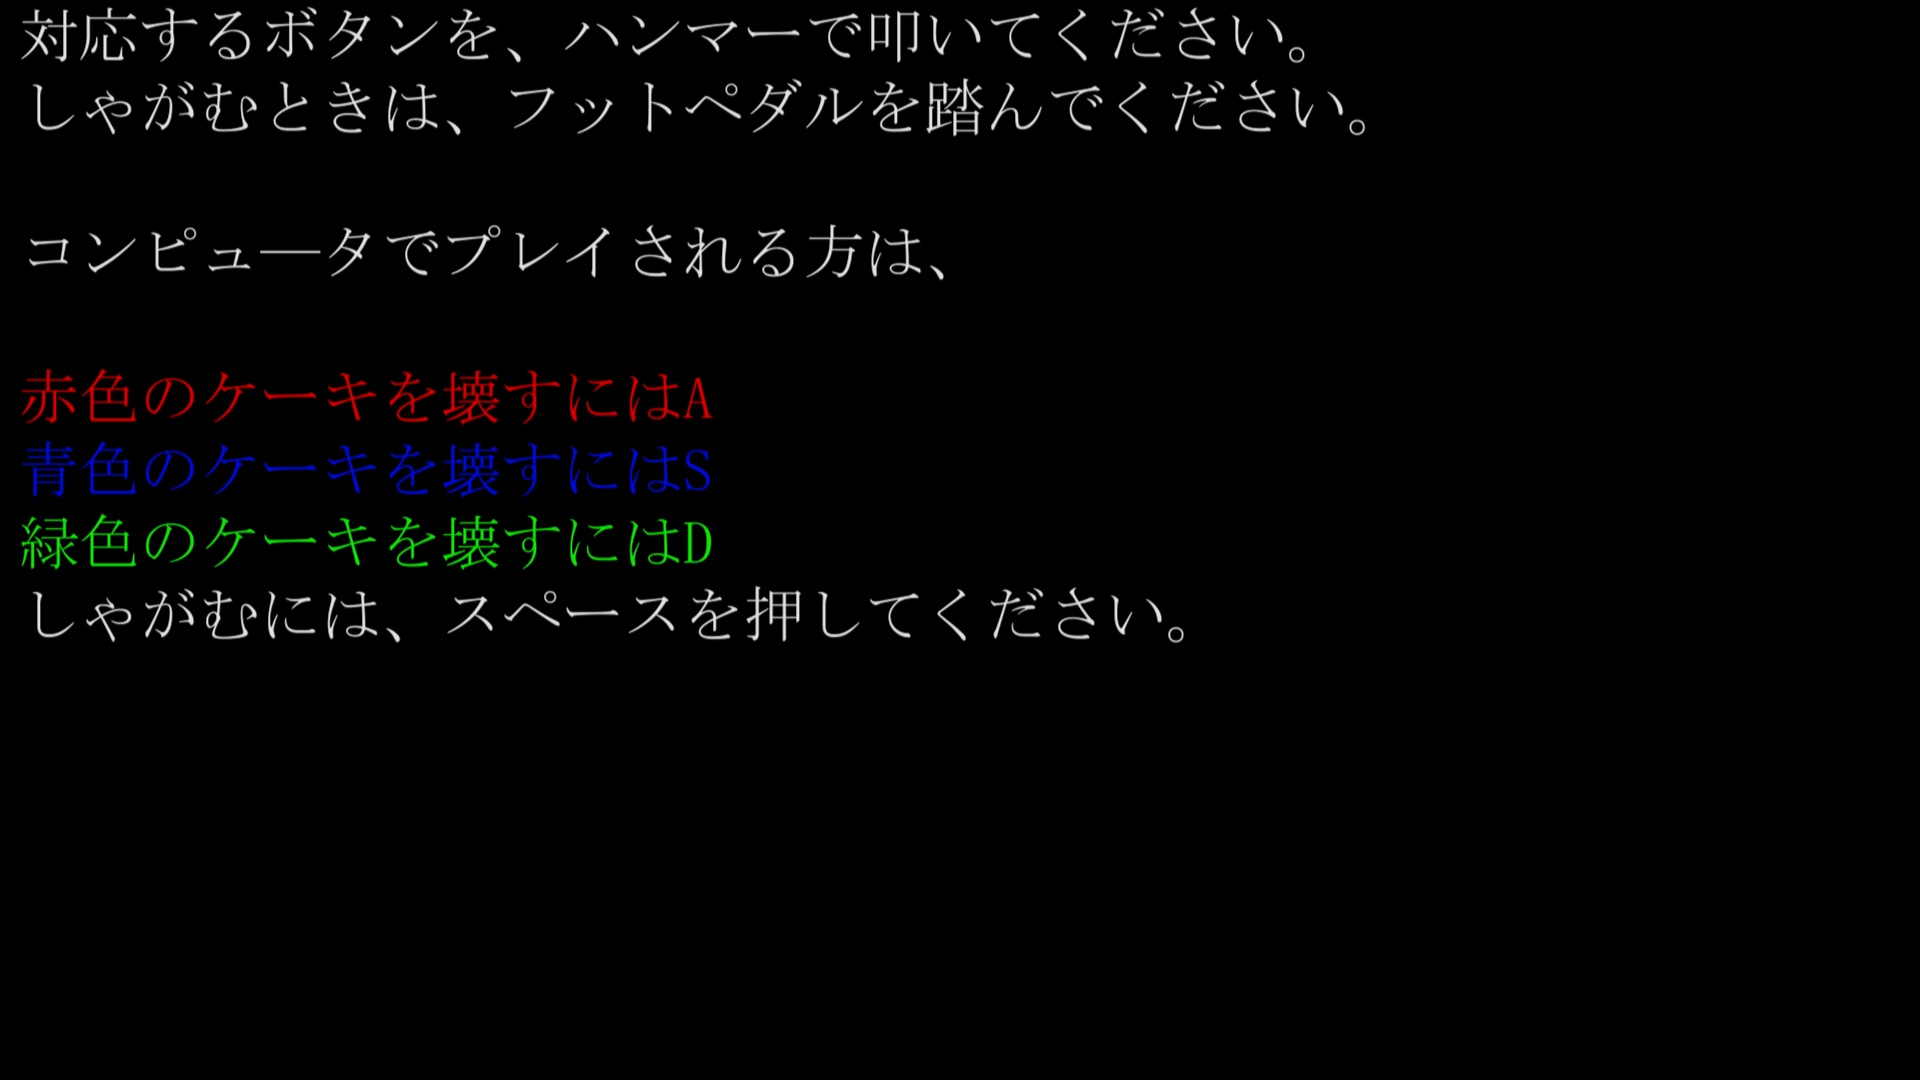 対応するボタンを、ハンマーで叩いてください。
しゃがむときは、フットペダルを踏んでください。
コンピュ―タでプレイされる方は、
赤色のケーキを壊すにはA
青色のケーキを壊すにはS
緑色のケーキを壊すにはD
しゃがむには、スペースを押してください。